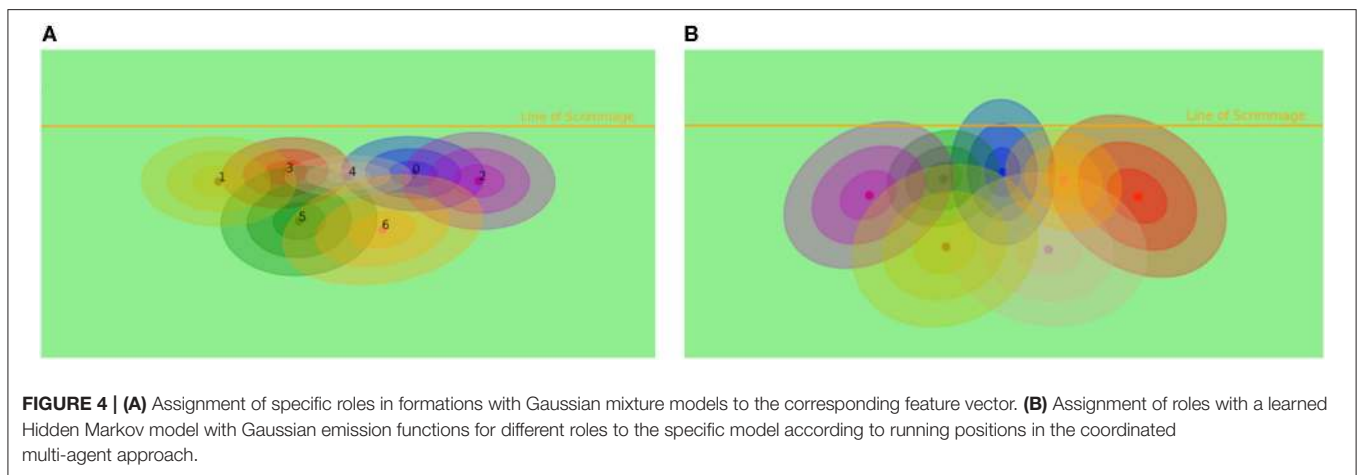 A
B
Line of Scrimmage
Line of Scrimmage
1
3
4
0
2
5
6
FIGURE 4 | (A) Assignment of specific roles in formations with Gaussian mixture models to the corresponding feature vector. (B) Assignment of roles with a learned
Hidden Markov model with Gaussian emission functions for different roles to the specific model according to running positions in the coordinated
multi-agent approach.